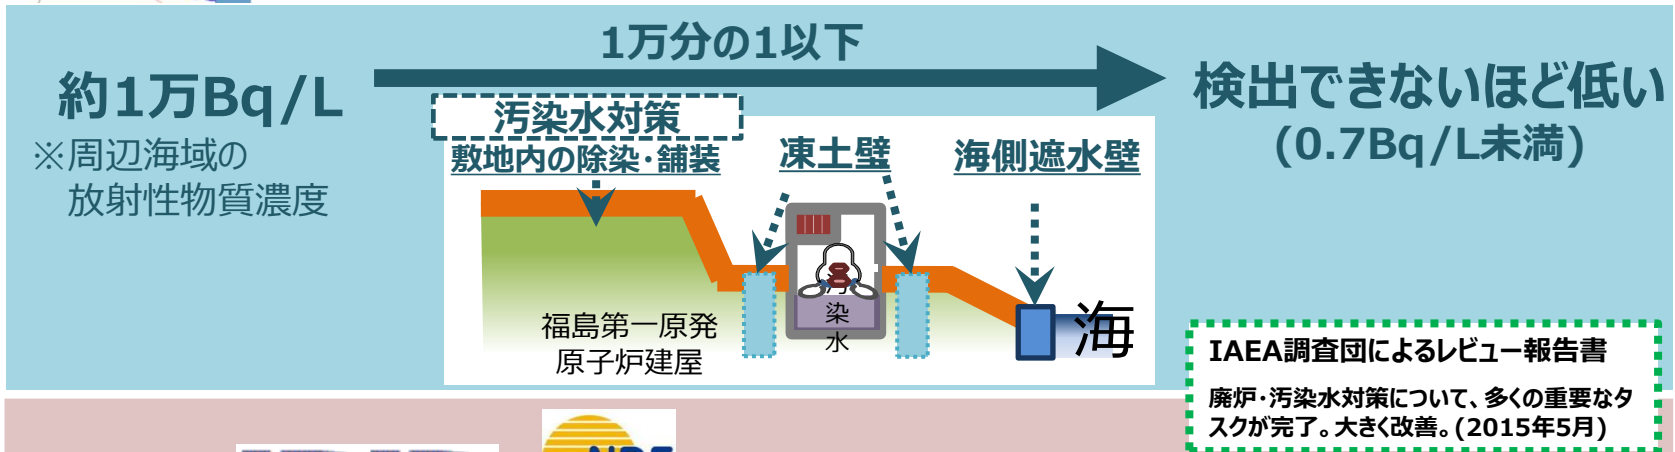 1万分の1以下
約1万Bq/L
※周辺海域の
放射性物質濃度
汚染水対策
敷地内の除染・舗装
凍土璧
海側遮水壁
検出できないほど低い
(0.7Bq/L未満)
福島第一原発
原子炉建屋
汚
染
水
海
IAEA調査団によるレビュー報告書
廃炉・汚染水対策について、多くの重要なタ
スクが完了。大きく改善。(2015年5月)